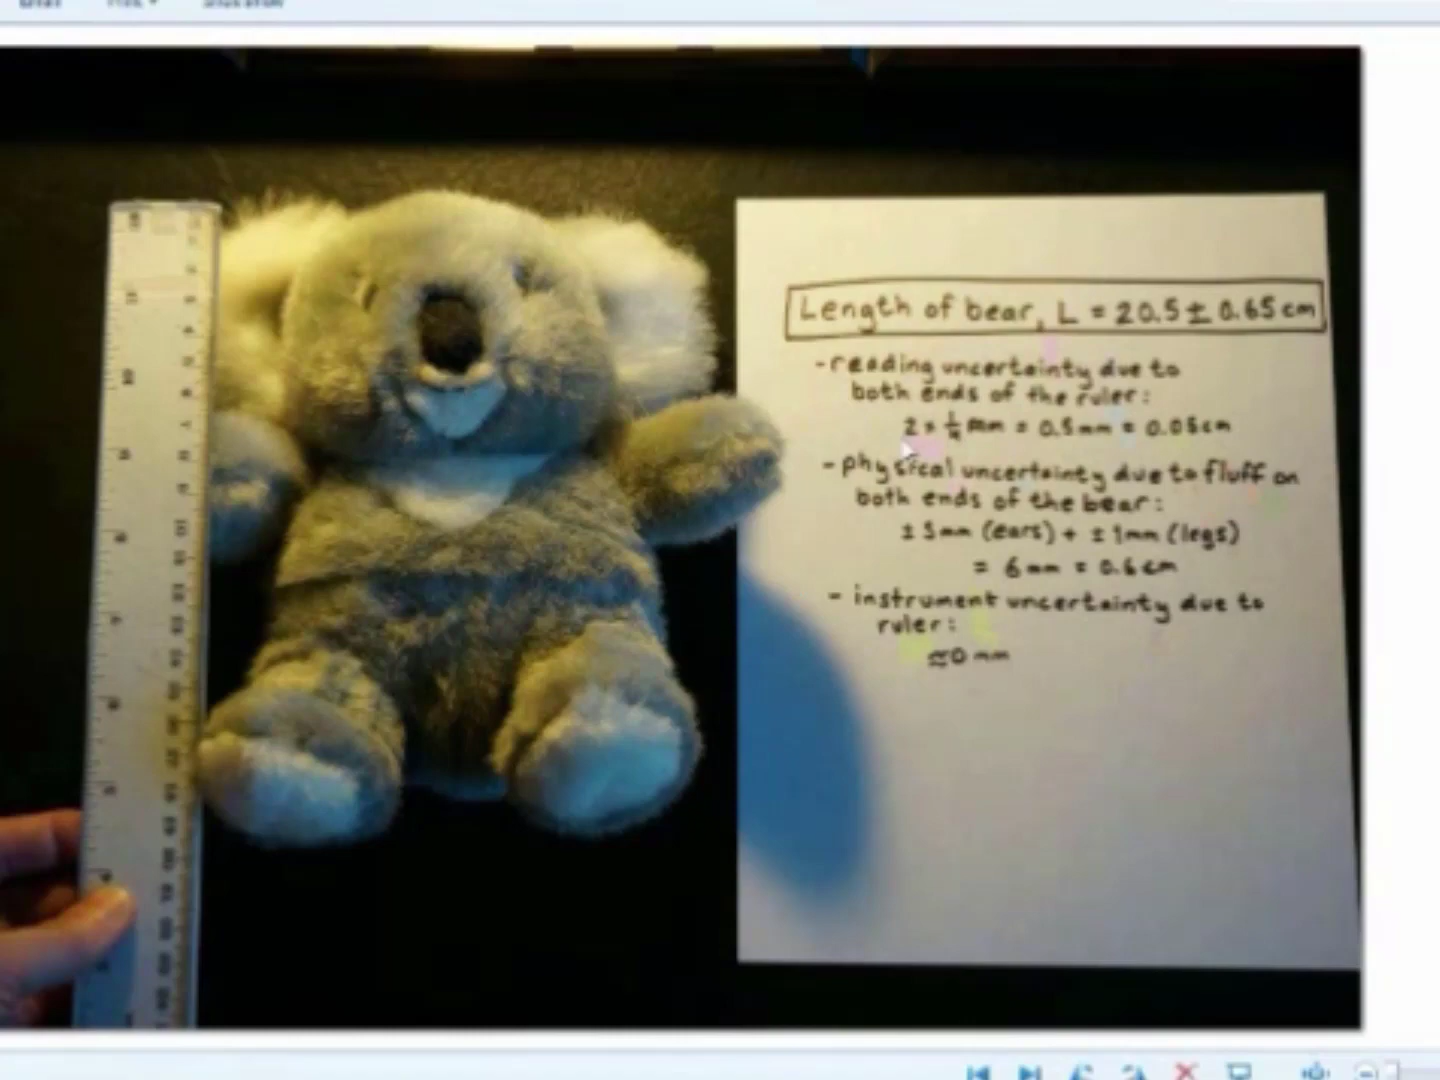 Length of bear, L = 20.5 ± 0.65 cm
- reading uncertainty due to
both ends of the ruler:
2 × ¼ mm = 0.5 mm = 0.05 cm
- physical uncertainty due to fluff on
both ends of the bear:
± 5 mm (ears) + ± 1 mm (legs)
= 6 mm = 0.6 cm
- instrument uncertainty due to
ruler:
≈ 0 mm